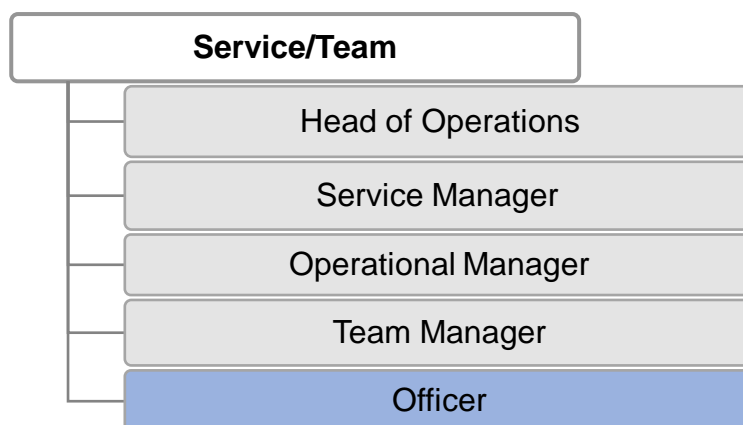 Service/Team
Head of Operations
Service Manager
Operational Manager
Team Manager
Officer